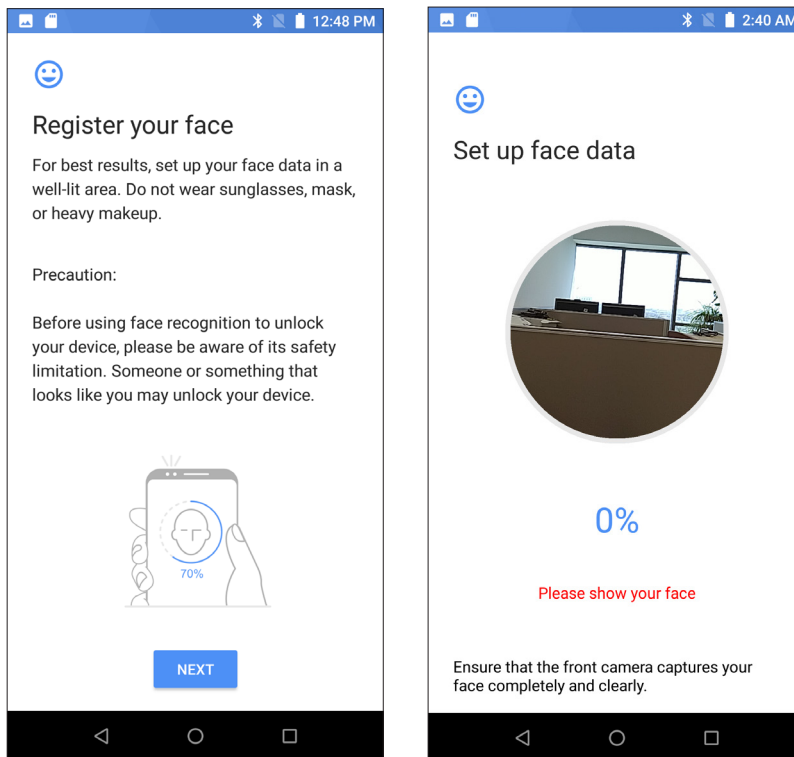 12:48 PM
Register your face
For best results, set up your face data in a
well-lit area. Do not wear sunglasses, mask,
or heavy makeup.
Precaution:
Before using face recognition to unlock
your device, please be aware of its safety
limitation. Someone or something that
looks like you may unlock your device.
70%
NEXT
2:40 AM
Set up face data
0%
Please show your face
Ensure that the front camera captures your
face completely and clearly.